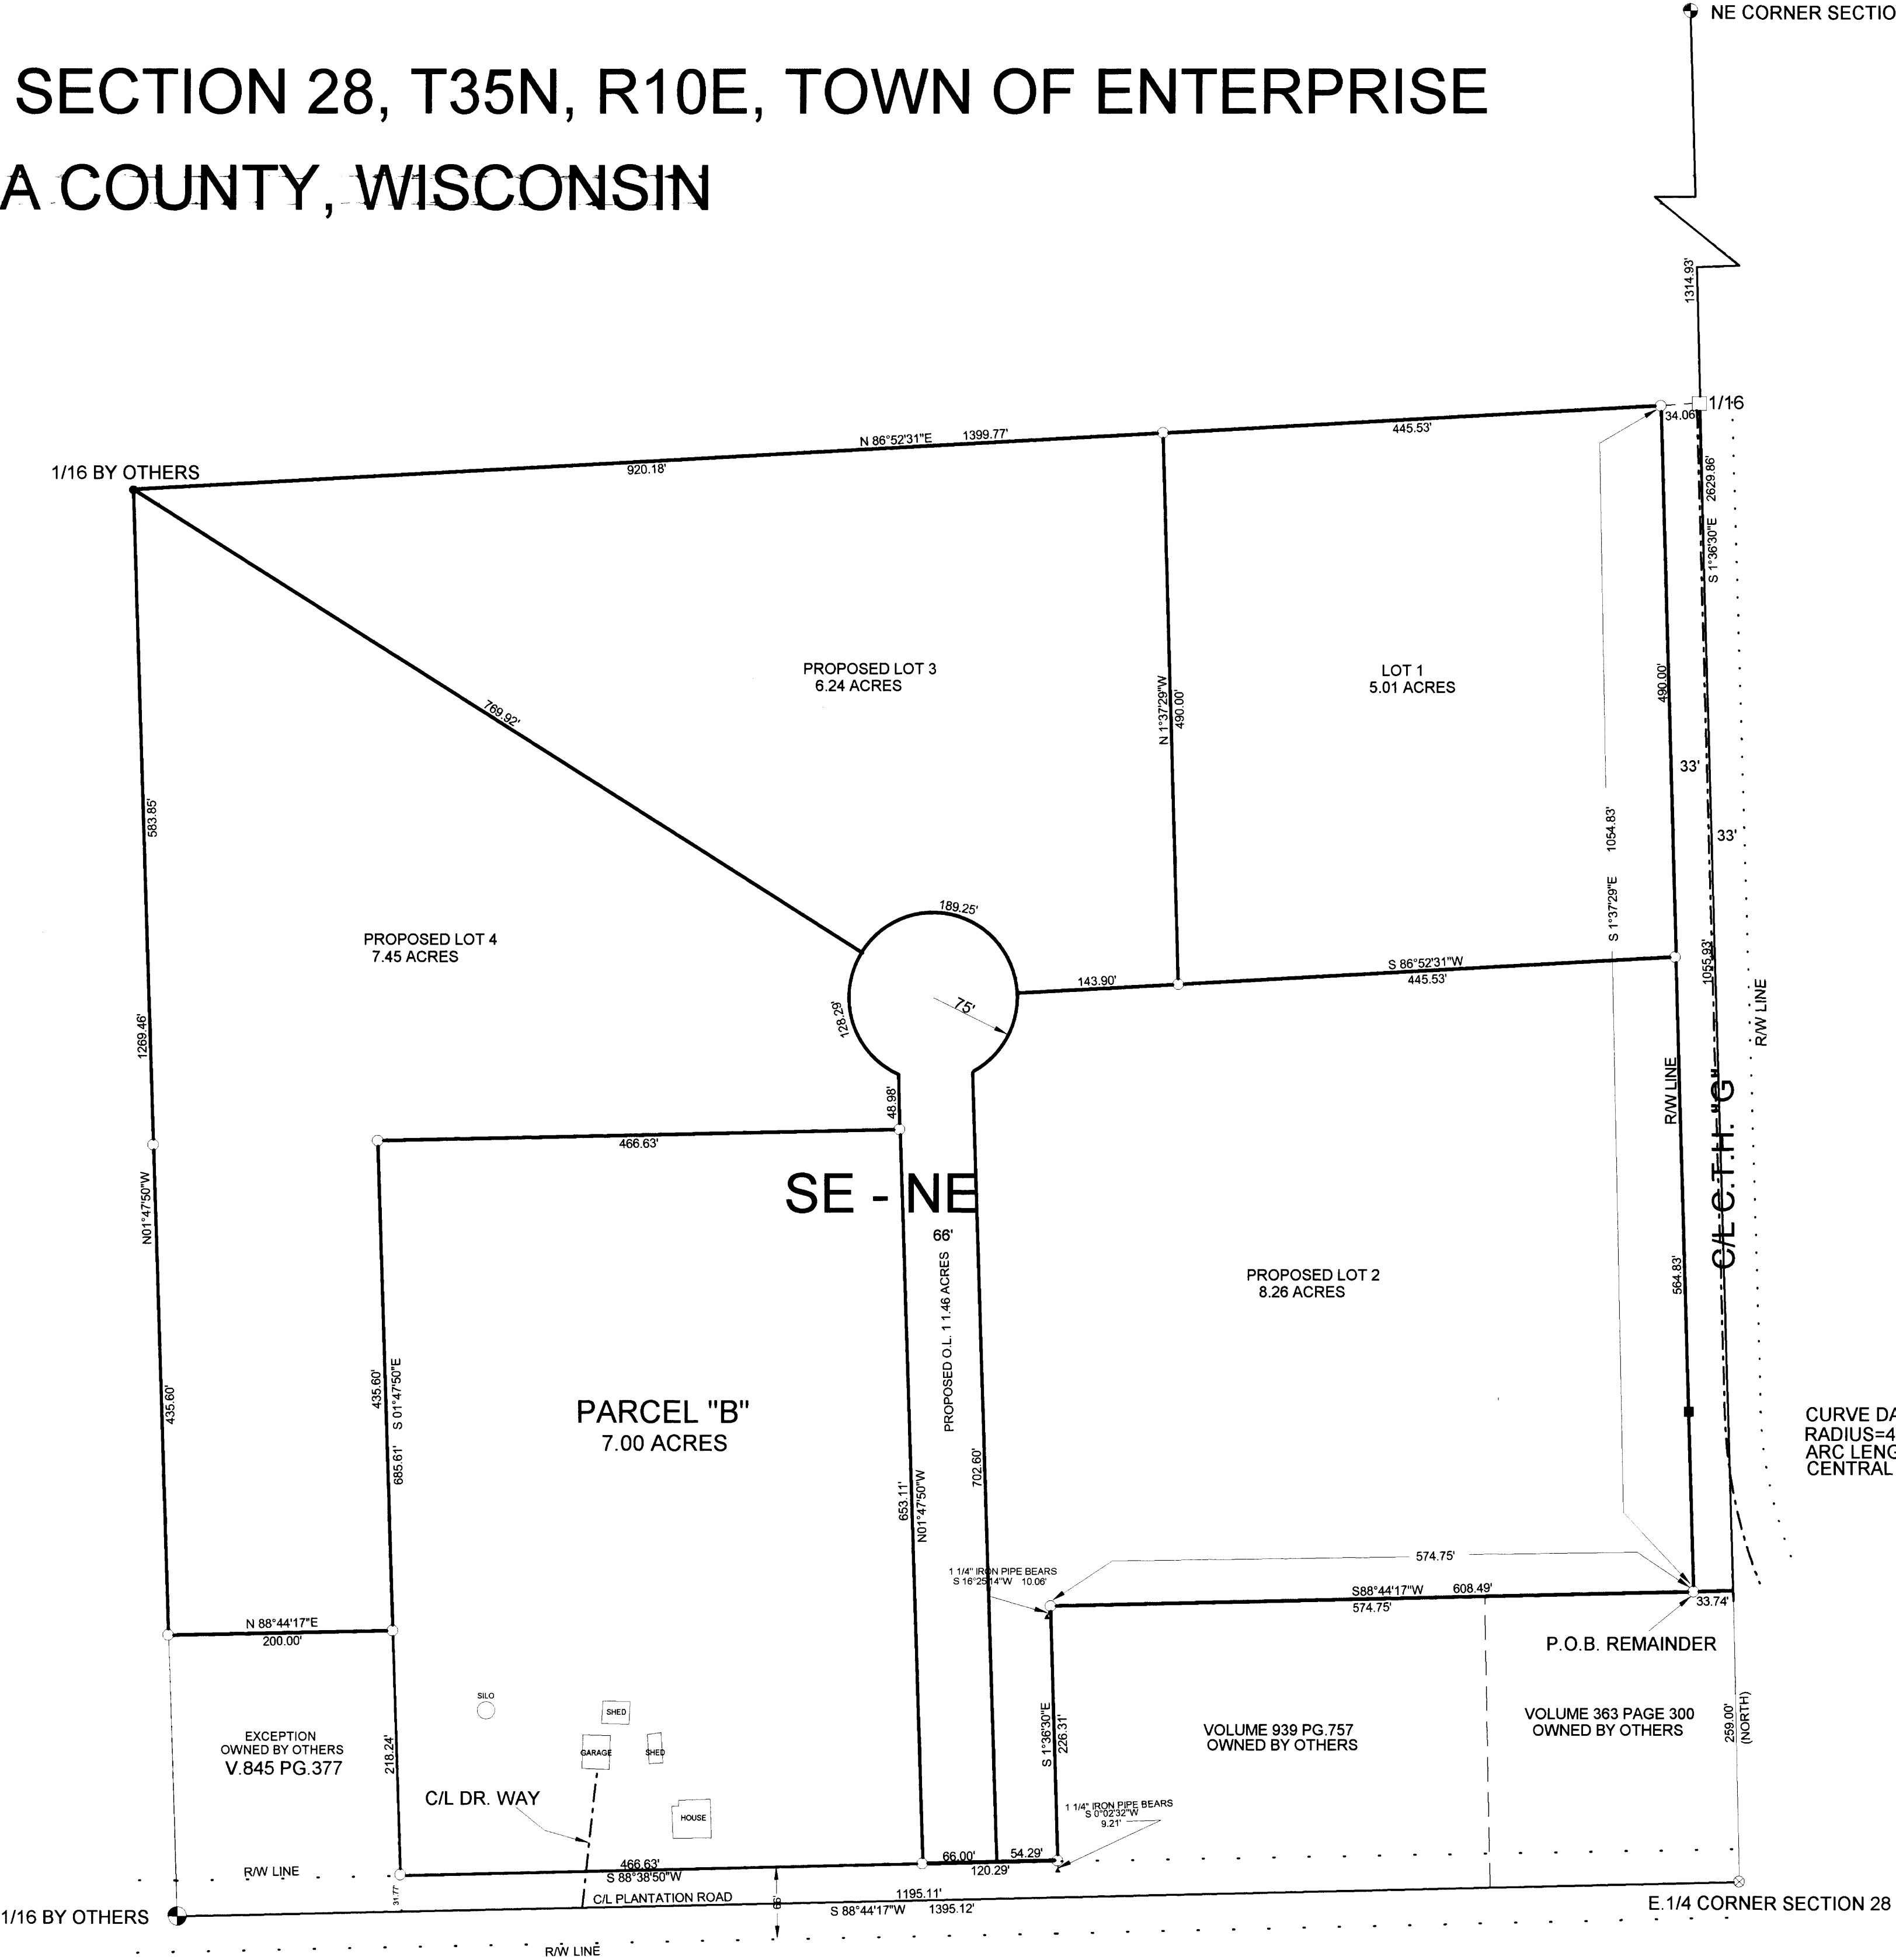 NE CORNER SECTIO
SECTION 28, T35N, R10E, TOWN OF ENTERPRISE
A COUNTY, WISCONSIN
1314.93'
1/16
34.06'
N 86°52'31"E 1399.77'
445.53'
920.18'
1/16 BY OTHERS
2629.86'
S 1°36'30"E
PROPOSED LOT 3
6.24 ACRES
LOT 1
5.01 ACRES
N 1°37'29"W
490.00'
490.00'
769.92'
33'
33'
583.85'
1054.83'
S 1°37'29"E
189.25'
PROPOSED LOT 4
7.45 ACRES
S 86°52'31"W
445.53'
143.90'
1055.93'
75'
128.29'
R/W LINE
1269.46'
48.98'
R/W LINE
C/L C.T.H. "G"
466.63'
SE - NE
N01°47'50"W
66'
PROPOSED O.L. 1 1.46 ACRES
PROPOSED LOT 2
8.26 ACRES
564.83'
435.60'
435.60'
S 01°47'50"E
685.61'
PARCEL "B"
7.00 ACRES
702.60'
653.11'
N01°47'50"W
CURVE DA
RADIUS=4
ARC LENG
CENTRAL
574.75'
1 1/4" IRON PIPE BEARS
S 16°25'14"W 10.06'
S88°44'17"W 608.49'
574.75'
33.74'
N 88°44'17"E
200.00'
P.O.B. REMAINDER
SILO
SHED
GARAGE
SHED
HOUSE
EXCEPTION
OWNED BY OTHERS
V.845 PG.377
218.24'
C/L DR. WAY
S 1°36'30"E
226.31'
VOLUME 939 PG.757
OWNED BY OTHERS
VOLUME 363 PAGE 300
OWNED BY OTHERS
259.00'
(NORTH)
1 1/4" IRON PIPE BEARS
S 0°02'32"W
9.21'
R/W LINE
466.63'
S 88°38'50"W
66.00'
54.29'
120.29'
31.77'
C/L PLANTATION ROAD
66'
1195.11'
S 88°44'17"W 1395.12'
1/16 BY OTHERS
E.1/4 CORNER SECTION 28
R/W LINE